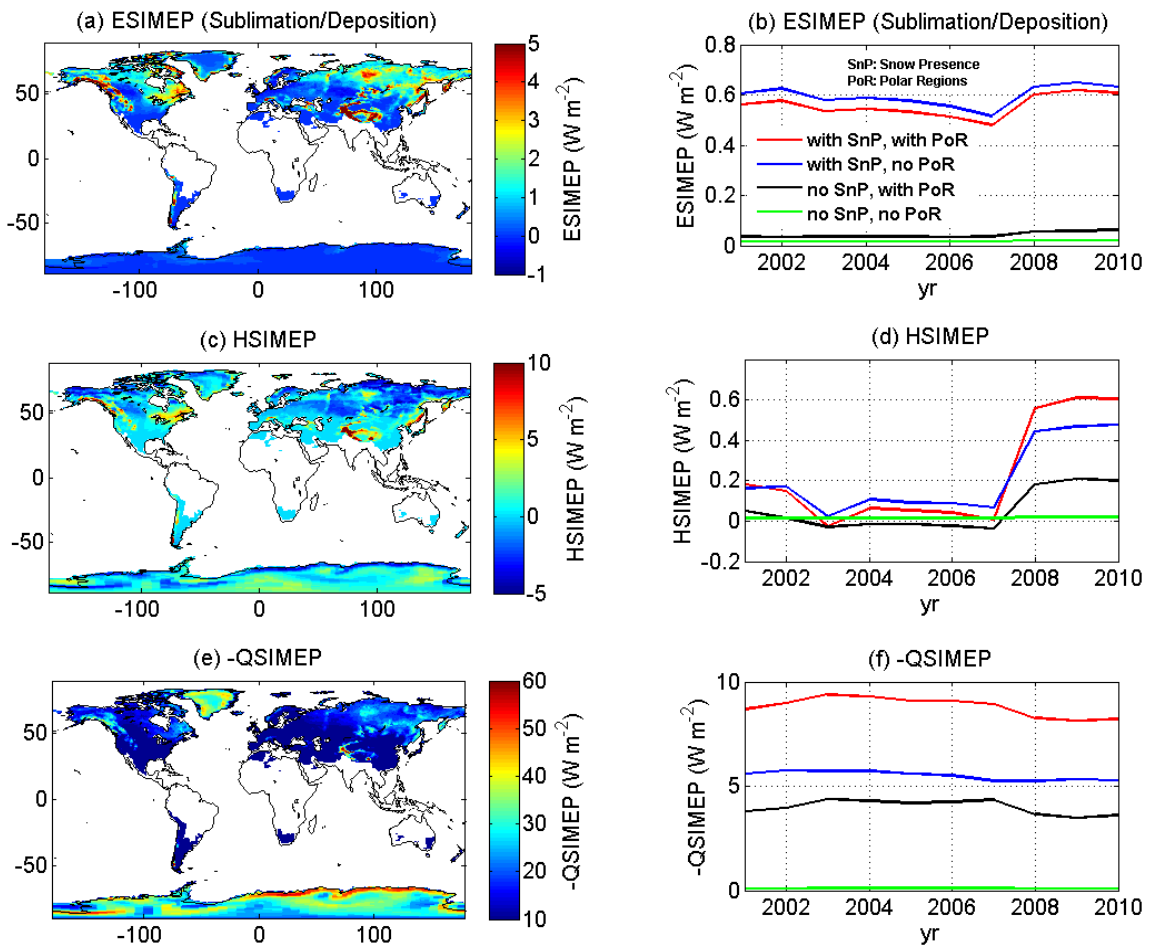 (a) ESIMEP (Sublimation/Deposition)
50
0
-50
-100 0 100
5
4
3
2
1
0
-1
ESIMEP (W m⁻²)
(b) ESIMEP (Sublimation/Deposition)
0.8
0.6
0.4
0.2
0
ESIMEP (W m⁻²)
SnP: Snow Presence
PoR: Polar Regions
with SnP, with PoR
with SnP, no PoR
no SnP, with PoR
no SnP, no PoR
2002 2004 2006 2008 2010
yr
(c) HSIMEP
50
0
-50
-100 0 100
10
5
0
-5
HSIMEP (W m⁻²)
(d) HSIMEP
0.6
0.4
0.2
0
-0.2
HSIMEP (W m⁻²)
2002 2004 2006 2008 2010
yr
(e) -QSIMEP
50
0
-50
-100 0 100
60
50
40
30
20
10
-QSIMEP (W m⁻²)
(f) -QSIMEP
10
5
0
-QSIMEP (W m⁻²)
2002 2004 2006 2008 2010
yr